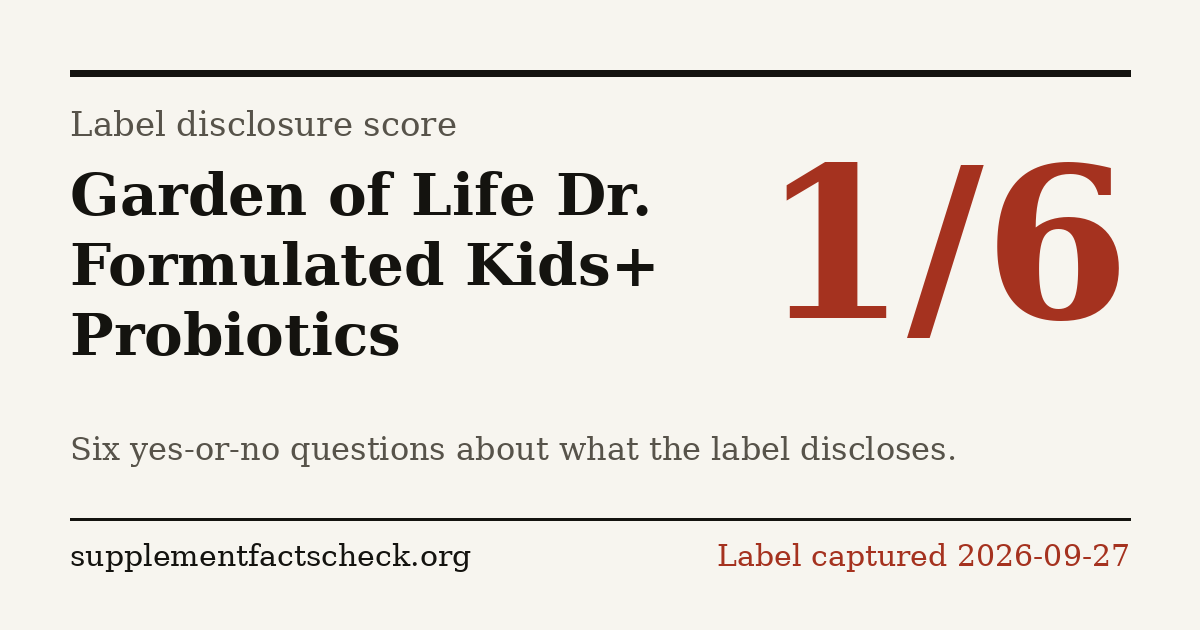 Label disclosure score
Garden of Life Dr.
Formulated Kids+
Probiotics
1/6
Six yes-or-no questions about what the label discloses.
supplementfactscheck.org
Label captured 2026-09-27